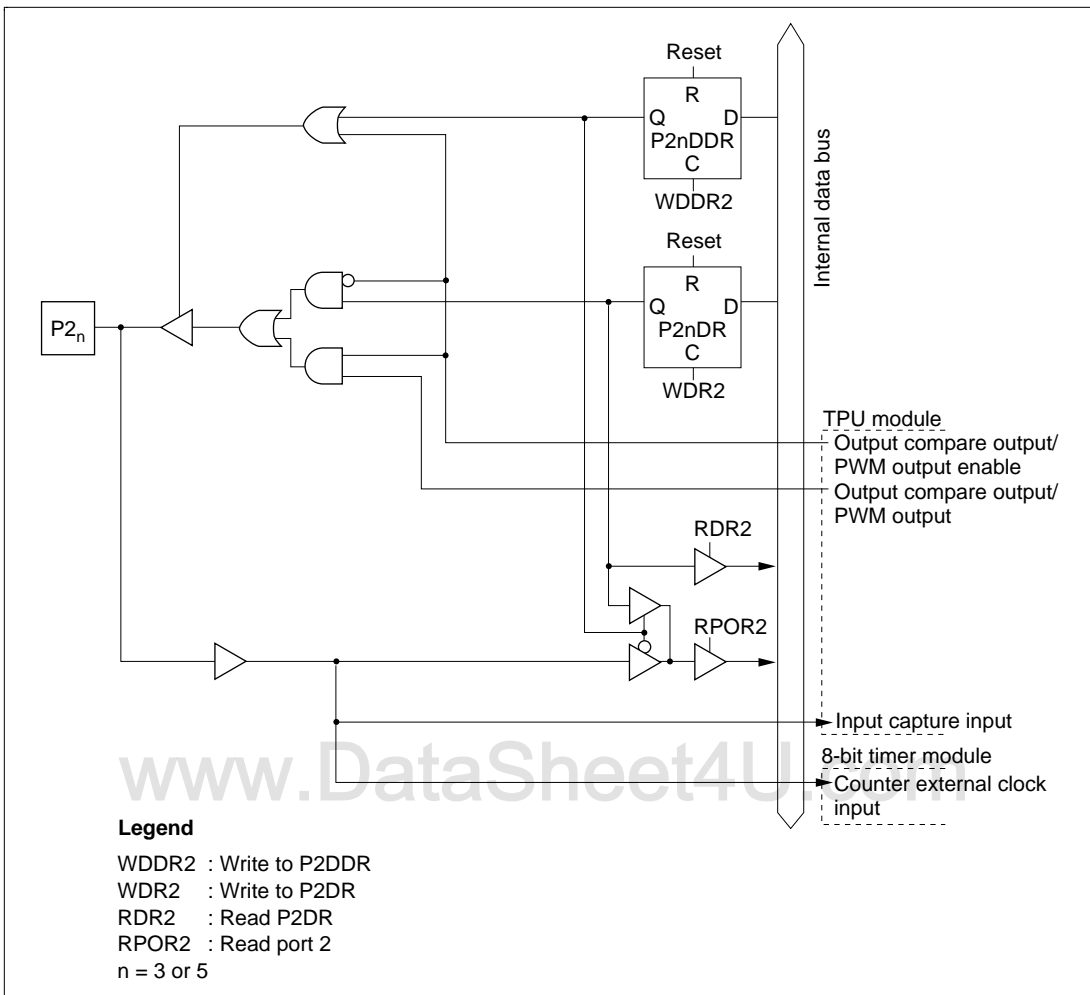 Reset
R
Q D
P2nDDR
C
WDDR2
Reset
R
Q D
P2nDR
C
WDR2
Internal data bus
P2n
TPU module
Output compare output/
PWM output enable
Output compare output/
PWM output
RDR2
RPOR2
Input capture input
8-bit timer module
Counter external clock
input
www.DataSheet4U.com
Legend
WDDR2 : Write to P2DDR
WDR2 : Write to P2DR
RDR2 : Read P2DR
RPOR2 : Read port 2
n = 3 or 5